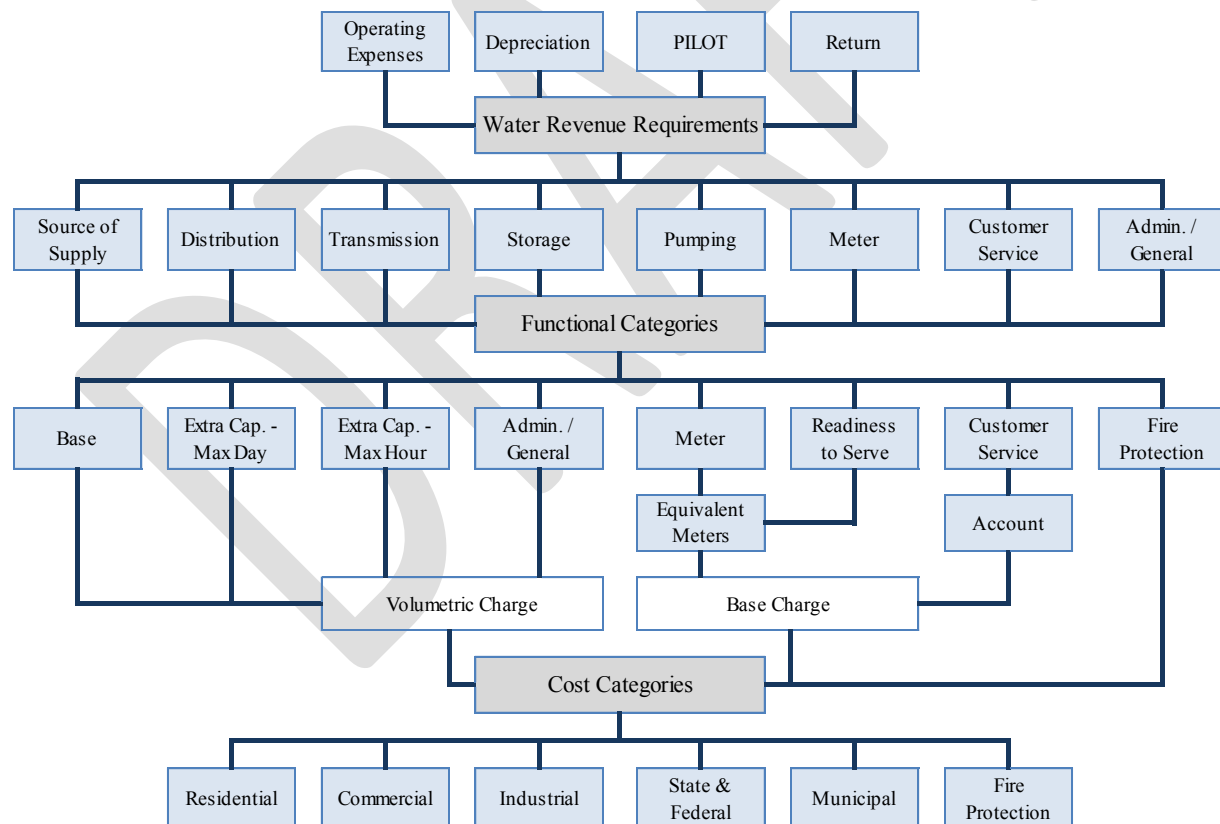 Operating
Expenses
Depreciation
PILOT
Return
Water Revenue Requirements
Source of
Supply
Distribution
Transmission
Storage
Pumping
Meter
Customer
Service
Admin. /
General
Functional Categories
Base
Extra Cap. -
Max Day
Extra Cap. -
Max Hour
Admin. /
General
Meter
Readiness
to Serve
Customer
Service
Fire
Protection
Equivalent
Meters
Account
Volumetric Charge
Base Charge
Cost Categories
Residential
Commercial
Industrial
State &
Federal
Municipal
Fire
Protection
DRA